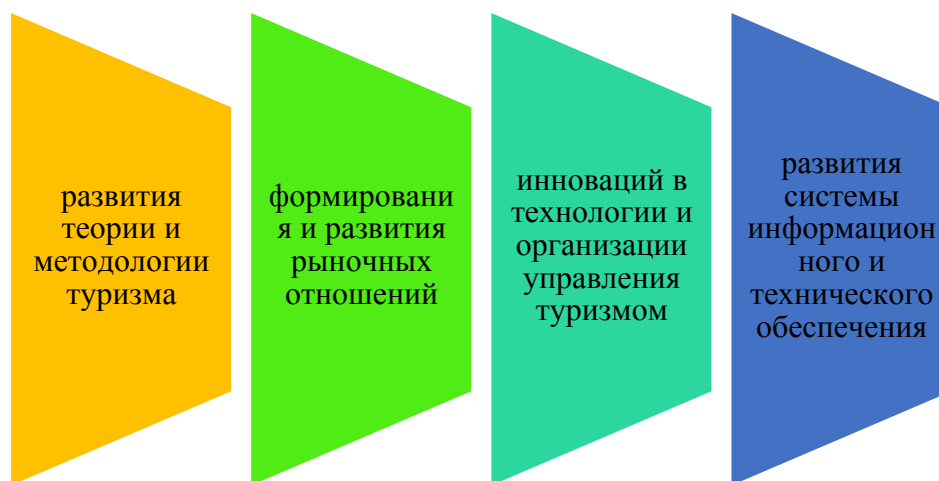 развития
теории и
методологии
туризма
формировани
я и развития
рыночных
отношений
инноваций в
технологии и
организации
управления
туризмом
развития
системы
информацион
ного и
технического
обеспечения